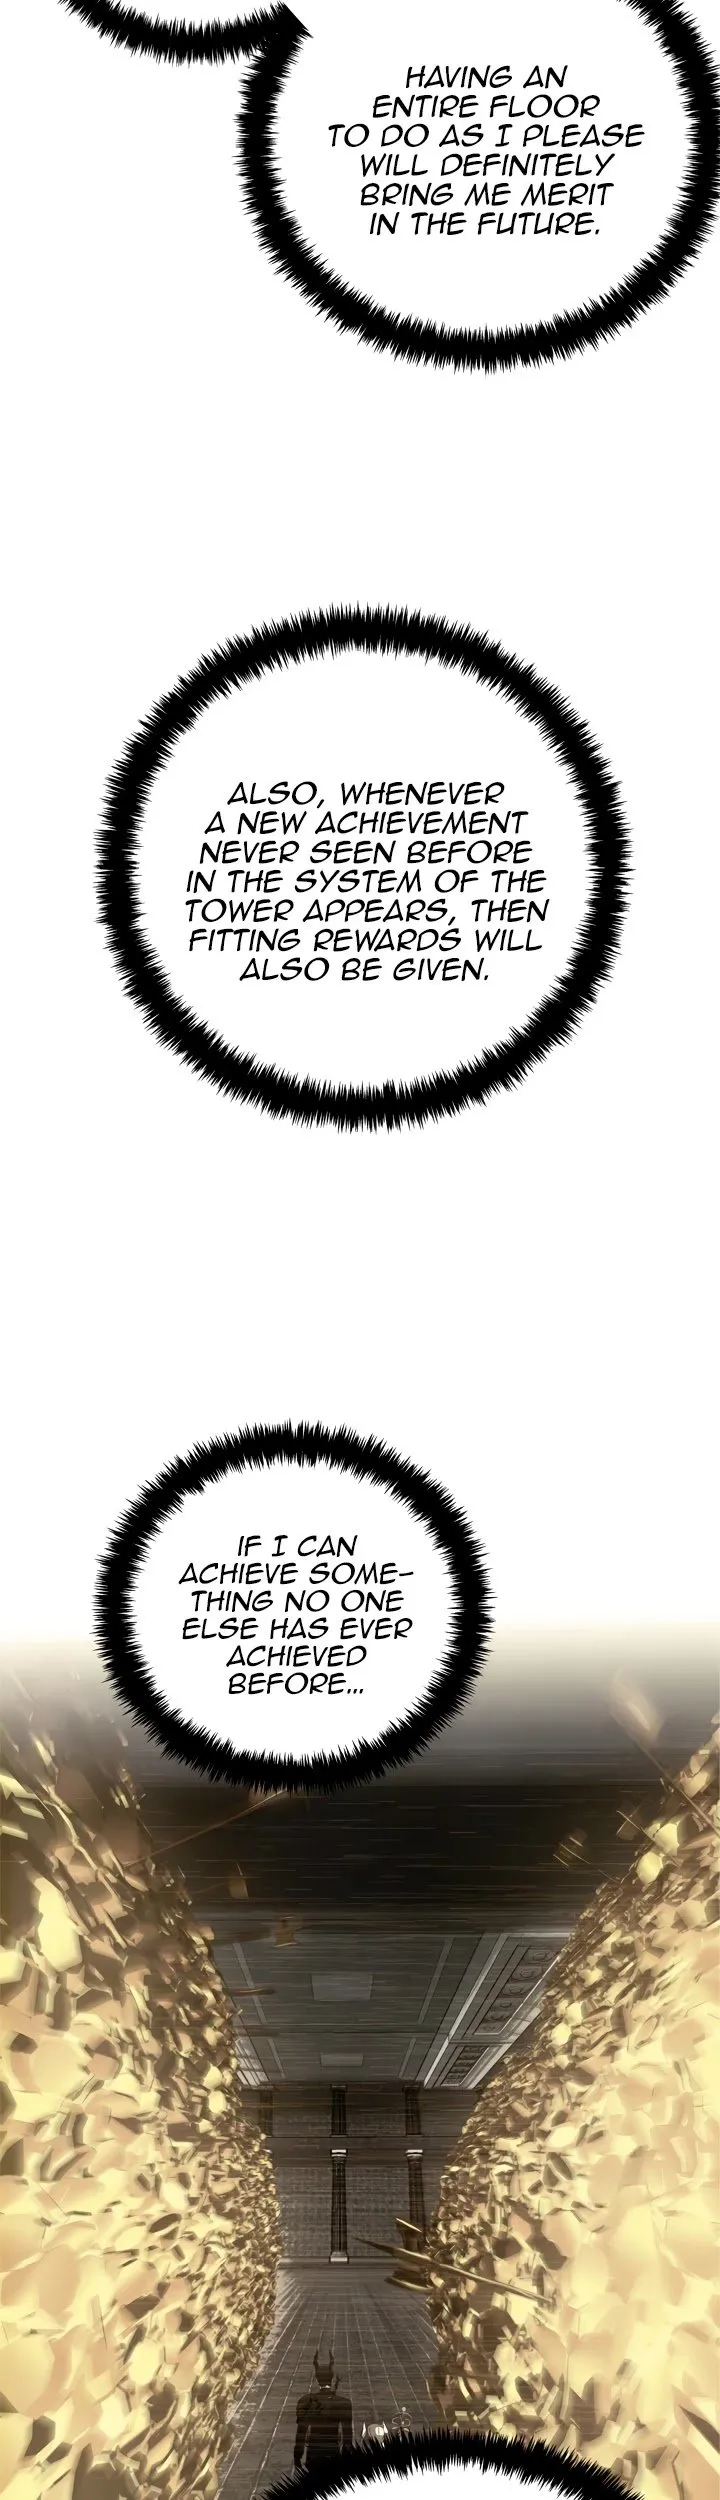 HAVING AN
ENTIRE FLOOR
TO DO AS I PLEASE
WILL DEFINITELY
BRING ME MERIT
IN THE FUTURE.
ALSO, WHENEVER
A NEW ACHIEVEMENT
NEVER SEEN BEFORE
IN THE SYSTEM OF THE
TOWER APPEARS, THEN
FITTING REWARDS WILL
ALSO BE GIVEN.
IF I CAN
ACHIEVE SOME-
THING NO ONE
ELSE HAS EVER
ACHIEVED
BEFORE...